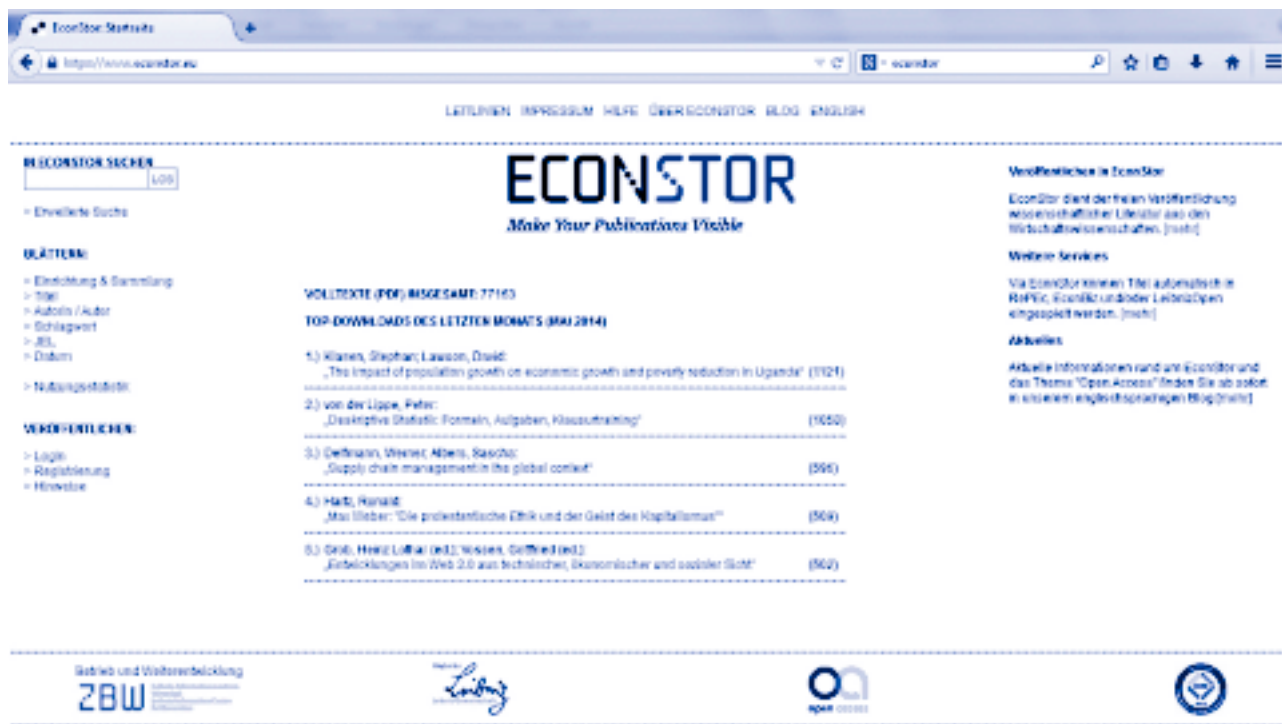 EconStor: Startseite
https://www.econstor.eu
econstor
LEITLINIEN IMPRESSUM HILFE ÜBER ECONSTOR BLOG ENGLISH
IN ECONSTOR SUCHEN
LOS
> Erweiterte Suche
BLÄTTERN:
> Einrichtung & Sammlung
> Titel
> Autorin / Autor
> Schlagwort
> JEL
> Datum
> Nutzungsstatistik
VERÖFFENTLICHEN:
> Login
> Registrierung
> Hinweise
ECONSTOR
Make Your Publications Visible
VOLLTEXTE (PDF) INSGESAMT: 77163
TOP-DOWNLOADS DES LETZTEN MONATS (MAI 2014)
1.) Klasen, Stephan; Lawson, David:
„The impact of population growth on economic growth and poverty reduction in Uganda" (1121)
2.) von der Lippe, Peter:
„Deskriptive Statistik: Formeln, Aufgaben, Klausurtraining" (1050)
3.) Delfmann, Werner; Albers, Sascha:
„Supply chain management in the global context" (596)
4.) Hartz, Ronald:
„Max Weber: "Die protestantische Ethik und der Geist des Kapitalismus"" (509)
5.) Grob, Heinz Lothar (ed.); Vossen, Gottfried (ed.):
„Entwicklungen im Web 2.0 aus technischer, ökonomischer und sozialer Sicht" (502)
Veröffentlichen in EconStor
EconStor dient der freien Veröffentlichung
wissenschaftlicher Literatur aus den
Wirtschaftswissenschaften. [mehr]
Weitere Services
Via EconStor können Titel automatisch in
RePEc, EconBiz und/oder LeibnizOpen
eingespielt werden. [mehr]
Aktuelles
Aktuelle Informationen rund um EconStor und
das Thema "Open Access" finden Sie ab sofort
in unserem englischsprachigen Blog [mehr]
Betrieb und Weiterentwicklung
ZBW
Leibniz
open access